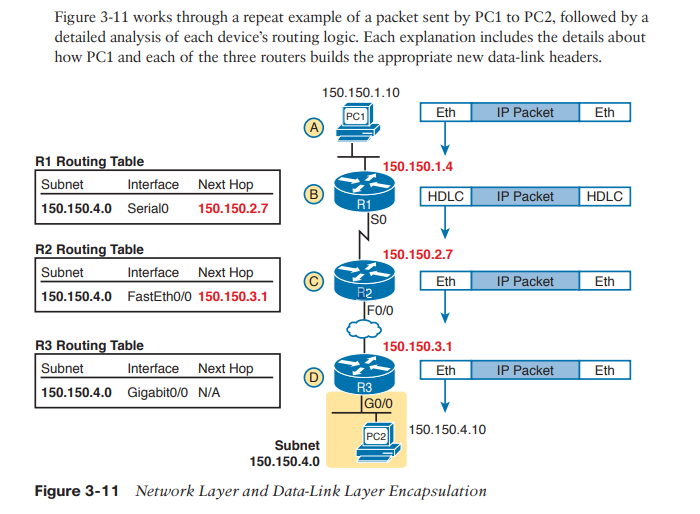 Figure 3-11 works through a repeat example of a packet sent by PC1 to PC2, followed by a
detailed analysis of each device's routing logic. Each explanation includes the details about
how PC1 and each of the three routers builds the appropriate new data-link headers.
150.150.1.10
PC1
A
Eth IP Packet Eth
R1 Routing Table
Subnet Interface Next Hop
150.150.4.0 Serial0 150.150.2.7
150.150.1.4
B
R1
S0
HDLC IP Packet HDLC
R2 Routing Table
Subnet Interface Next Hop
150.150.4.0 FastEth0/0 150.150.3.1
150.150.2.7
C
R2
F0/0
Eth IP Packet Eth
R3 Routing Table
Subnet Interface Next Hop
150.150.4.0 Gigabit0/0 N/A
150.150.3.1
D
R3
G0/0
Eth IP Packet Eth
PC2
150.150.4.10
Subnet
150.150.4.0
Figure 3-11 Network Layer and Data-Link Layer Encapsulation